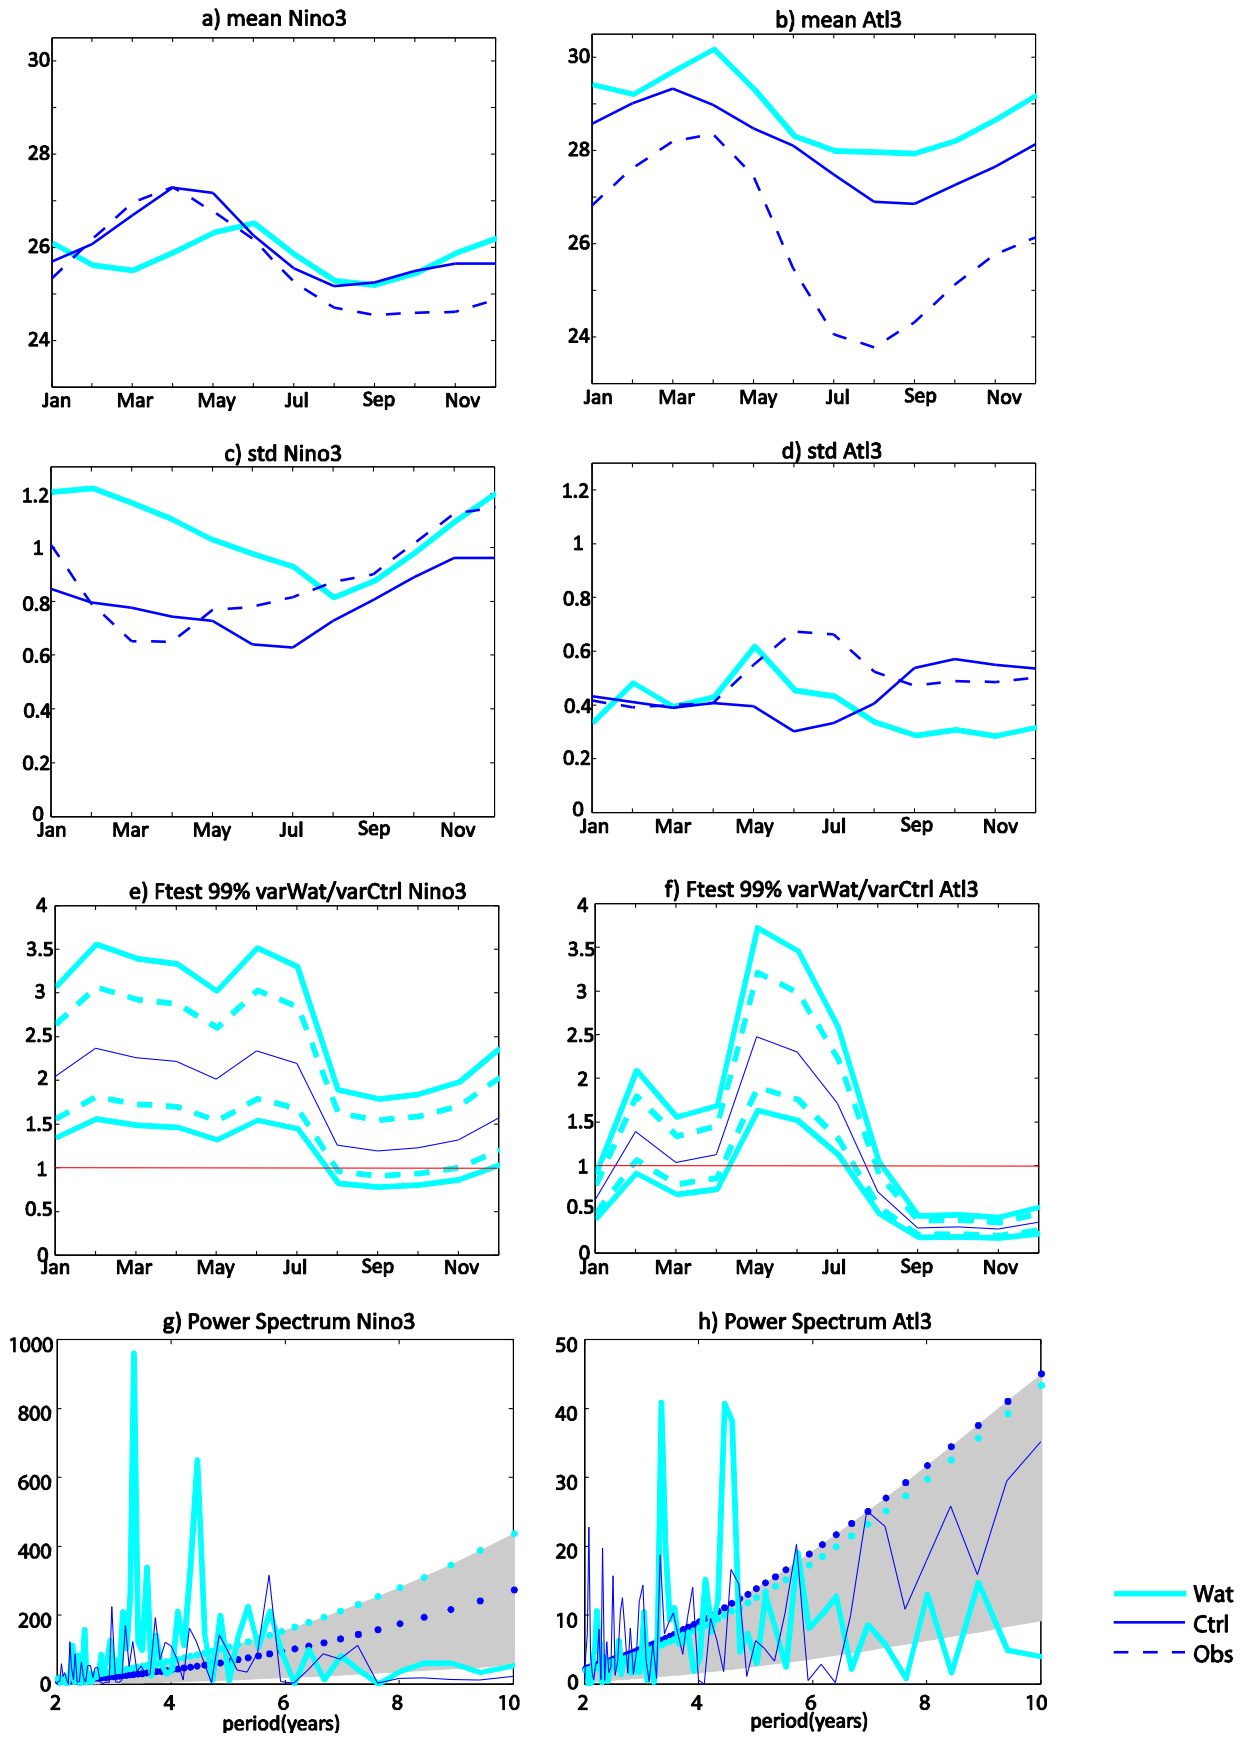 a) mean Nino3
30
28
26
24
Jan Mar May Jul Sep Nov
b) mean Atl3
30
28
26
24
Jan Mar May Jul Sep Nov
c) std Nino3
1.2
1
0.8
0.6
0.4
0.2
0
Jan Mar May Jul Sep Nov
d) std Atl3
1.2
1
0.8
0.6
0.4
0.2
0
Jan Mar May Jul Sep Nov
e) Ftest 99% varWat/varCtrl Nino3
4
3.5
3
2.5
2
1.5
1
0.5
0
Jan Mar May Jul Sep Nov
f) Ftest 99% varWat/varCtrl Atl3
4
3.5
3
2.5
2
1.5
1
0.5
0
Jan Mar May Jul Sep Nov
g) Power Spectrum Nino3
1000
800
600
400
200
0
2 4 6 8 10
period(years)
h) Power Spectrum Atl3
50
40
30
20
10
0
2 4 6 8 10
period(years)
Wat
Ctrl
Obs